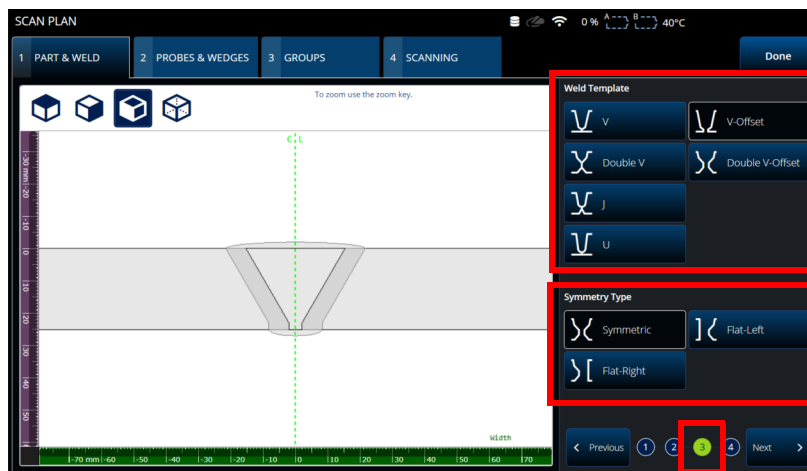 SCAN PLAN
0 % A B 40°C
1 PART & WELD
2 PROBES & WEDGES
3 GROUPS
4 SCANNING
Done
To zoom use the zoom key.
C L
|-30 mm|-20 |-10 |0 |10 |20 |30 |40 |50
Width
|-70 mm|-60 |-50 |-40 |-30 |-20 |-10 |0 |10 |20 |30 |40 |50 |60 |70
Weld Template
V
V-Offset
Double V
Double V-Offset
J
U
Symmetry Type
Symmetric
Flat-Left
Flat-Right
< Previous 1 2 3 4 Next >